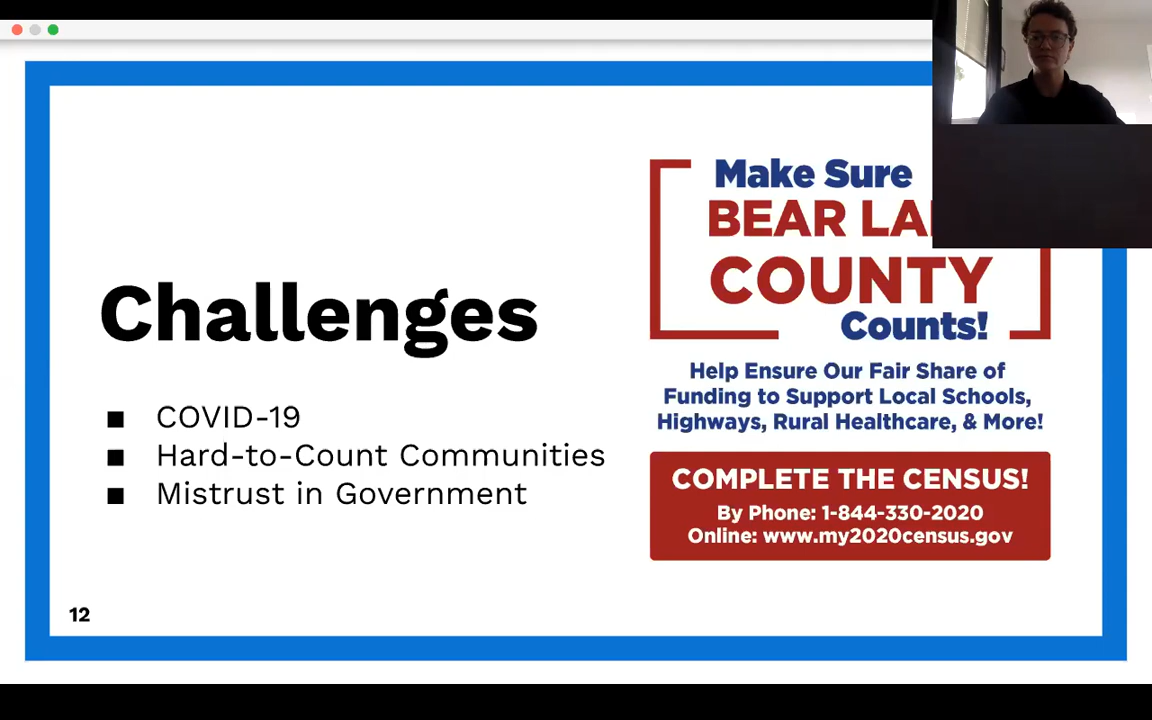 Challenges
■ COVID-19
■ Hard-to-Count Communities
■ Mistrust in Government
12
Make Sure
BEAR
COUNTY
Counts!
Help Ensure Our Fair Share of
Funding to Support Local Schools,
Highways, Rural Healthcare, & More!
COMPLETE THE CENSUS!
By Phone: 1-844-330-2020
Online: www.my2020census.gov